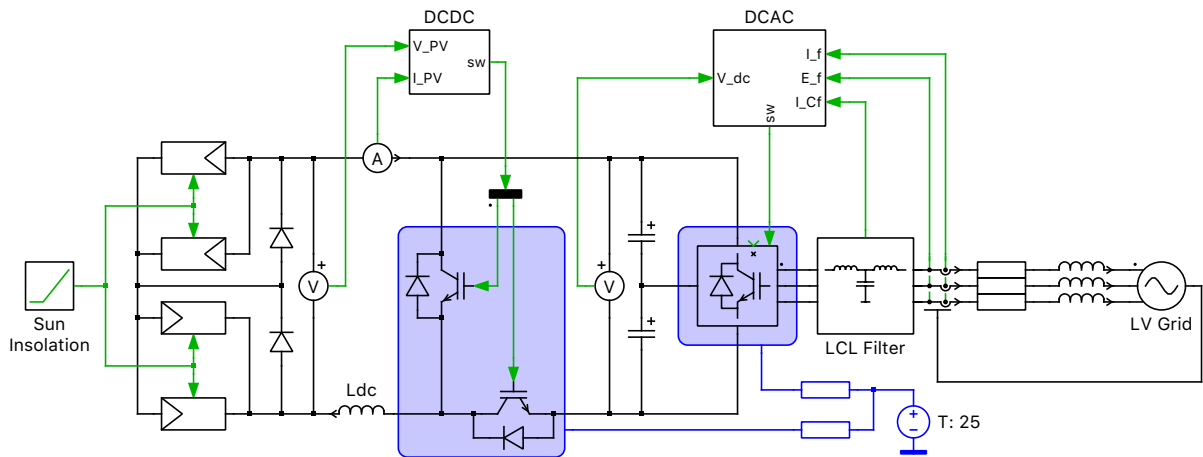 DCDC
DCAC
V_PV
I_PV
sw
V_dc
I_f
E_f
I_Cf
sw
A
+
V
+
V
+
+
Sun
Insolation
Ldc
LCL Filter
LV Grid
T: 25